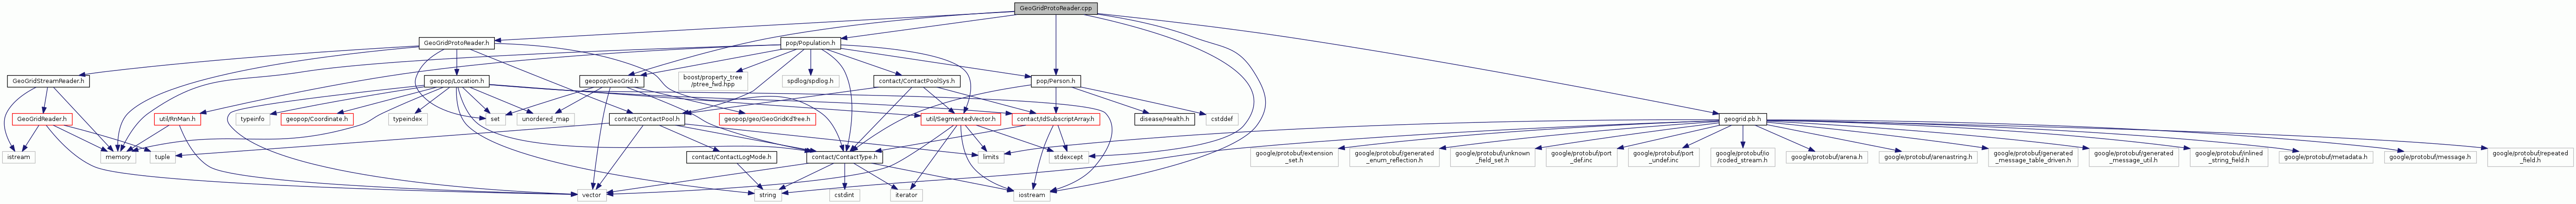 GeoGridProtoReader.cpp
GeoGridProtoReader.h
pop/Population.h
GeoGridStreamReader.h
geopop/Location.h
geopop/GeoGrid.h
boost/property_tree
/ptree_fwd.hpp
spdlog/spdlog.h
contact/ContactPoolSys.h
pop/Person.h
GeoGridReader.h
util/RnMan.h
typeinfo
geopop/Coordinate.h
typeindex
set
unordered_map
contact/ContactPool.h
geopop/geo/GeoGridKdTree.h
util/SegmentedVector.h
contact/IdSubscriptArray.h
disease/Health.h
cstddef
geogrid.pb.h
istream
memory
tuple
contact/ContactLogMode.h
contact/ContactType.h
limits
stdexcept
google/protobuf/extension
_set.h
google/protobuf/generated
_enum_reflection.h
google/protobuf/unknown
_field_set.h
google/protobuf/port
_def.inc
google/protobuf/port
_undef.inc
google/protobuf/io
/coded_stream.h
google/protobuf/arena.h
google/protobuf/arenastring.h
google/protobuf/generated
_message_table_driven.h
google/protobuf/generated
_message_util.h
google/protobuf/inlined
_string_field.h
google/protobuf/metadata.h
google/protobuf/message.h
google/protobuf/repeated
_field.h
vector
string
cstdint
iterator
iostream